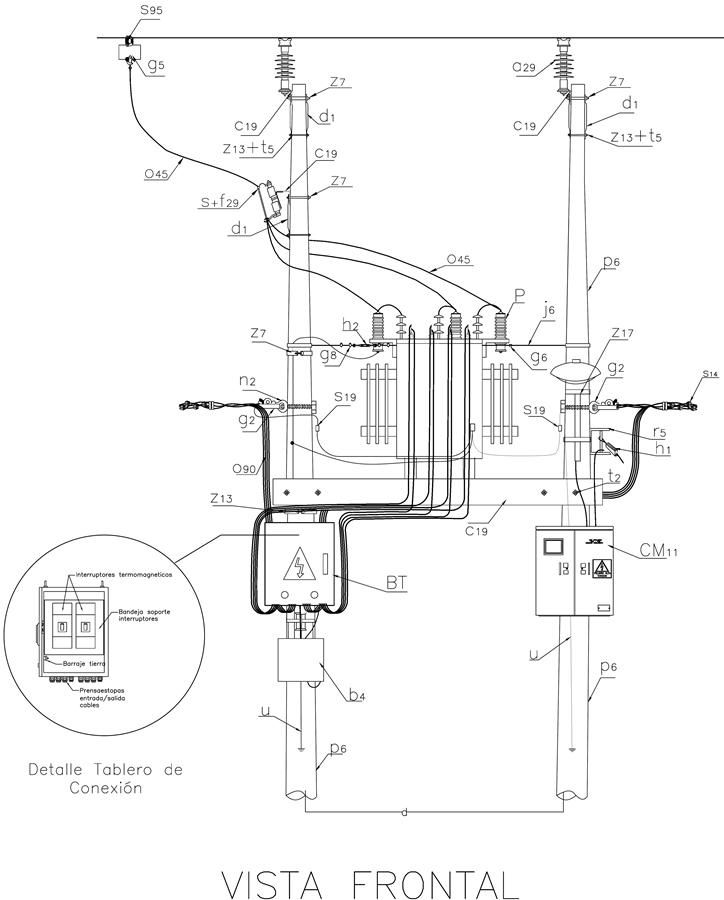 S95
g5
a29
Z7
Z7
d1
d1
C19
C19
Z13+t5
Z13+t5
C19
O45
Z7
S+f29
d1
O45
p6
P
j6
h2
Z17
Z7
g8
g6
n2
g2
S14
g2
S19
S19
r5
h1
O90
t2
Z13
C19
CM11
BT
Interruptores termomagneticos
Bandeja soporte
interruptores
Barraje tierra
Prensaestopas
entrada/salida
cables
u
p6
b4
u
p6
Detalle Tablero de
Conexión
d
VISTA FRONTAL